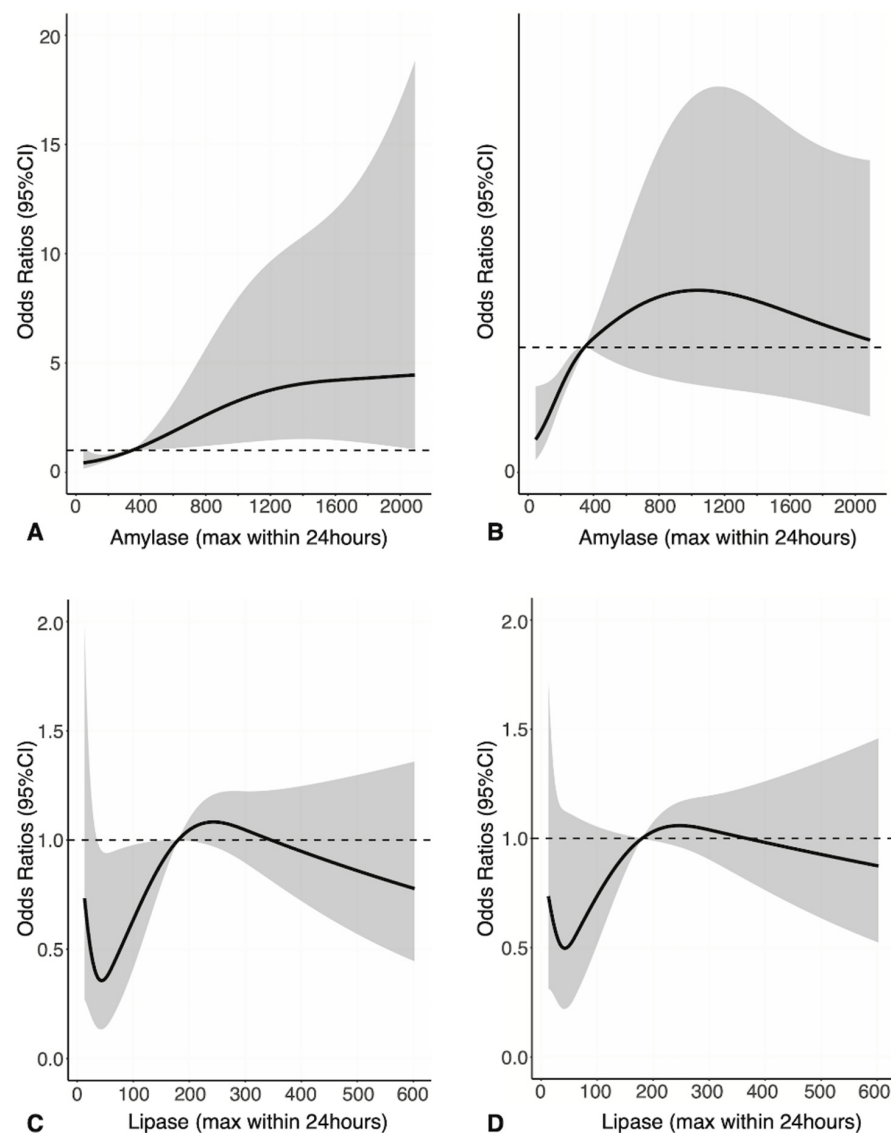 20
15
10
5
0
Odds Ratios (95%CI)
0 400 800 1200 1600 2000
A Amylase (max within 24hours)
0
Odds Ratios (95%CI)
0 400 800 1200 1600 2000
B Amylase (max within 24hours)
2.0
1.5
1.0
0.5
0.0
Odds Ratios (95%CI)
0 100 200 300 400 500 600
C Lipase (max within 24hours)
2.0
1.5
1.0
0.5
0.0
Odds Ratios (95%CI)
0 100 200 300 400 500 600
D Lipase (max within 24hours)